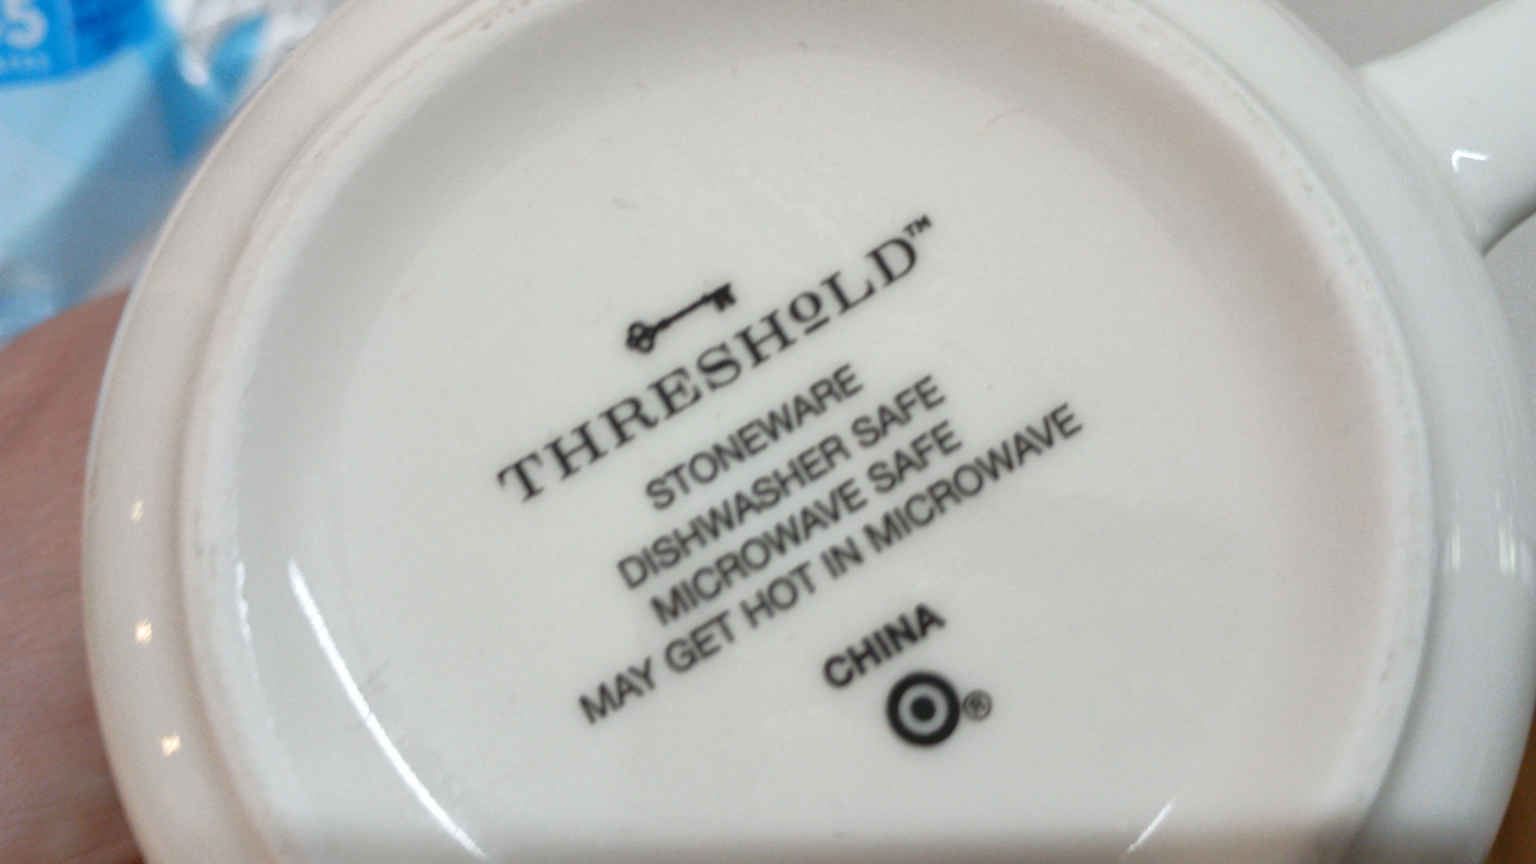 THRESHoLD™
STONEWARE
DISHWASHER SAFE
MICROWAVE SAFE
MAY GET HOT IN MICROWAVE
CHINA
®